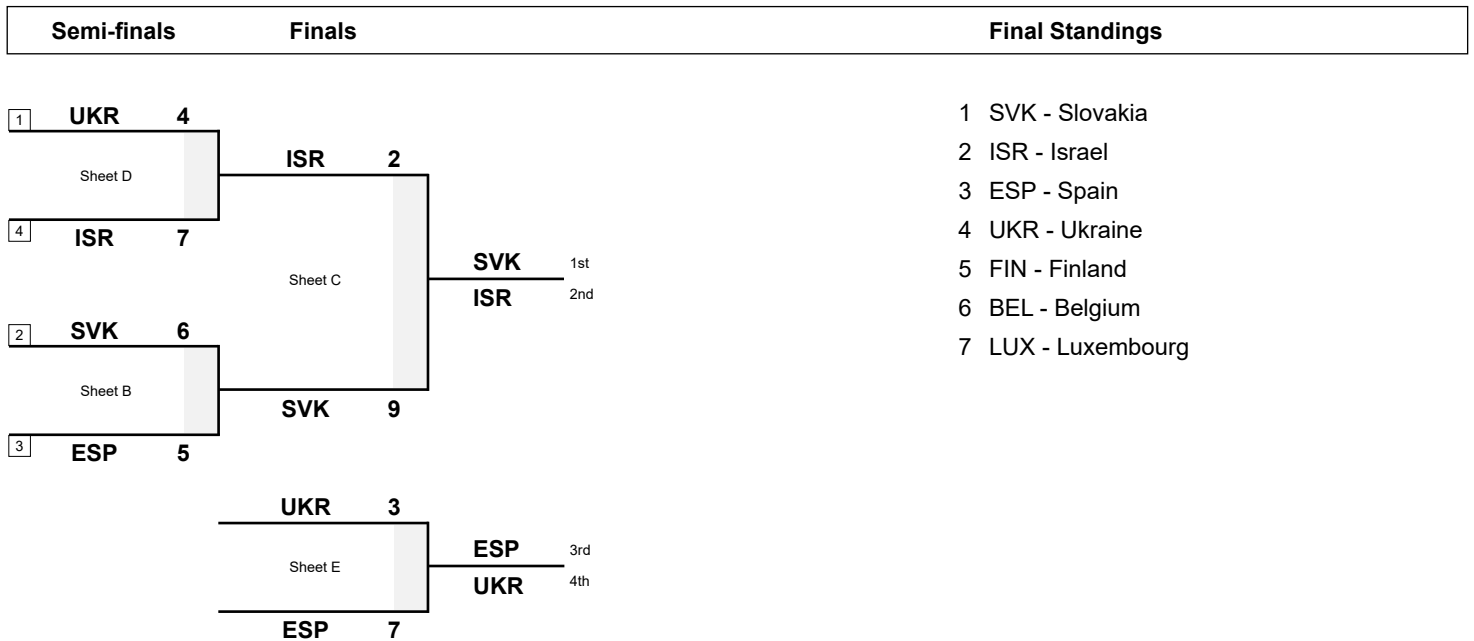 Semi-finals Finals Final Standings
1 UKR 4
Sheet D
4 ISR 7
ISR 2
Sheet C
SVK 9
SVK 1st
ISR 2nd
2 SVK 6
Sheet B
3 ESP 5
UKR 3
Sheet E
ESP 7
ESP 3rd
UKR 4th
1 SVK - Slovakia
2 ISR - Israel
3 ESP - Spain
4 UKR - Ukraine
5 FIN - Finland
6 BEL - Belgium
7 LUX - Luxembourg